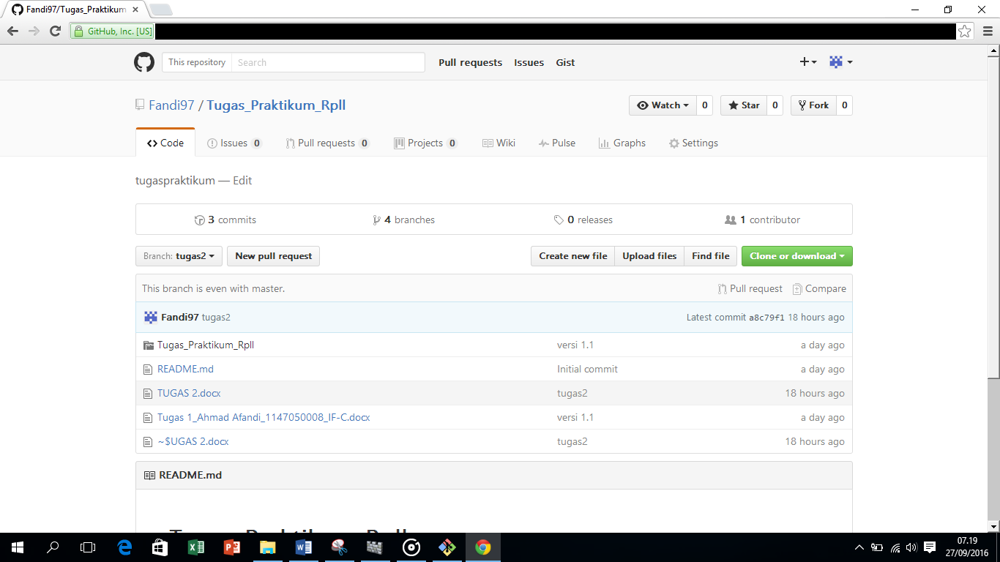 Fandi97/Tugas_Praktikum
GitHub, Inc. [US]
This repository Search Pull requests Issues Gist
Fandi97 / Tugas_Praktikum_Rpll
Watch 0 Star 0 Fork 0
Code Issues 0 Pull requests 0 Projects 0 Wiki Pulse Graphs Settings
tugaspraktikum — Edit
3 commits 4 branches 0 releases 1 contributor
Branch: tugas2 New pull request Create new file Upload files Find file Clone or download
This branch is even with master. Pull request Compare
Fandi97 tugas2 Latest commit a8c79f1 18 hours ago
Tugas_Praktikum_Rpll versi 1.1 a day ago
README.md Initial commit a day ago
TUGAS 2.docx tugas2 18 hours ago
Tugas 1_Ahmad Afandi_1147050008_IF-C.docx versi 1.1 a day ago
~$UGAS 2.docx tugas2 18 hours ago
README.md
Tugas_Praktikum_Rpll
07.19
27/09/2016